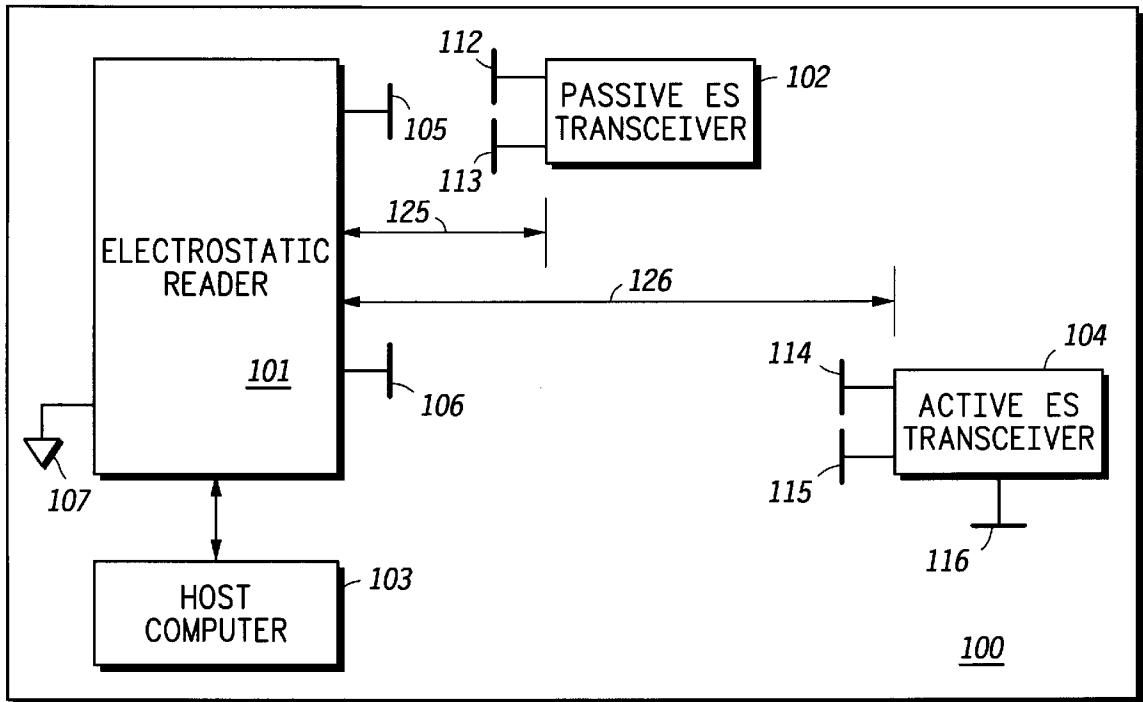 112
102
PASSIVE ES
TRANSCEIVER
105
113
125
ELECTROSTATIC
READER
126
101
106
114
104
ACTIVE ES
TRANSCEIVER
107
115
116
HOST
COMPUTER
103
100